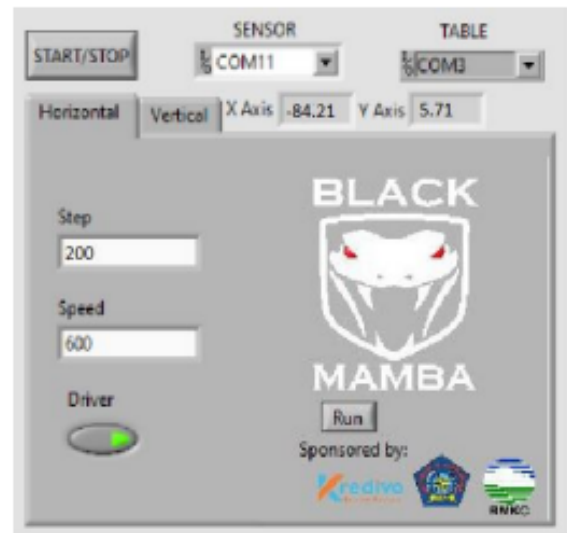 SENSOR TABLE
START/STOP COM11 COM3
Horizontal Vertical X Axis -84.21 Y Axis 5.71
BLACK
Step
200
Speed
600
MAMBA
Driver
Run
Sponsored by:
Kredivo
RMKC